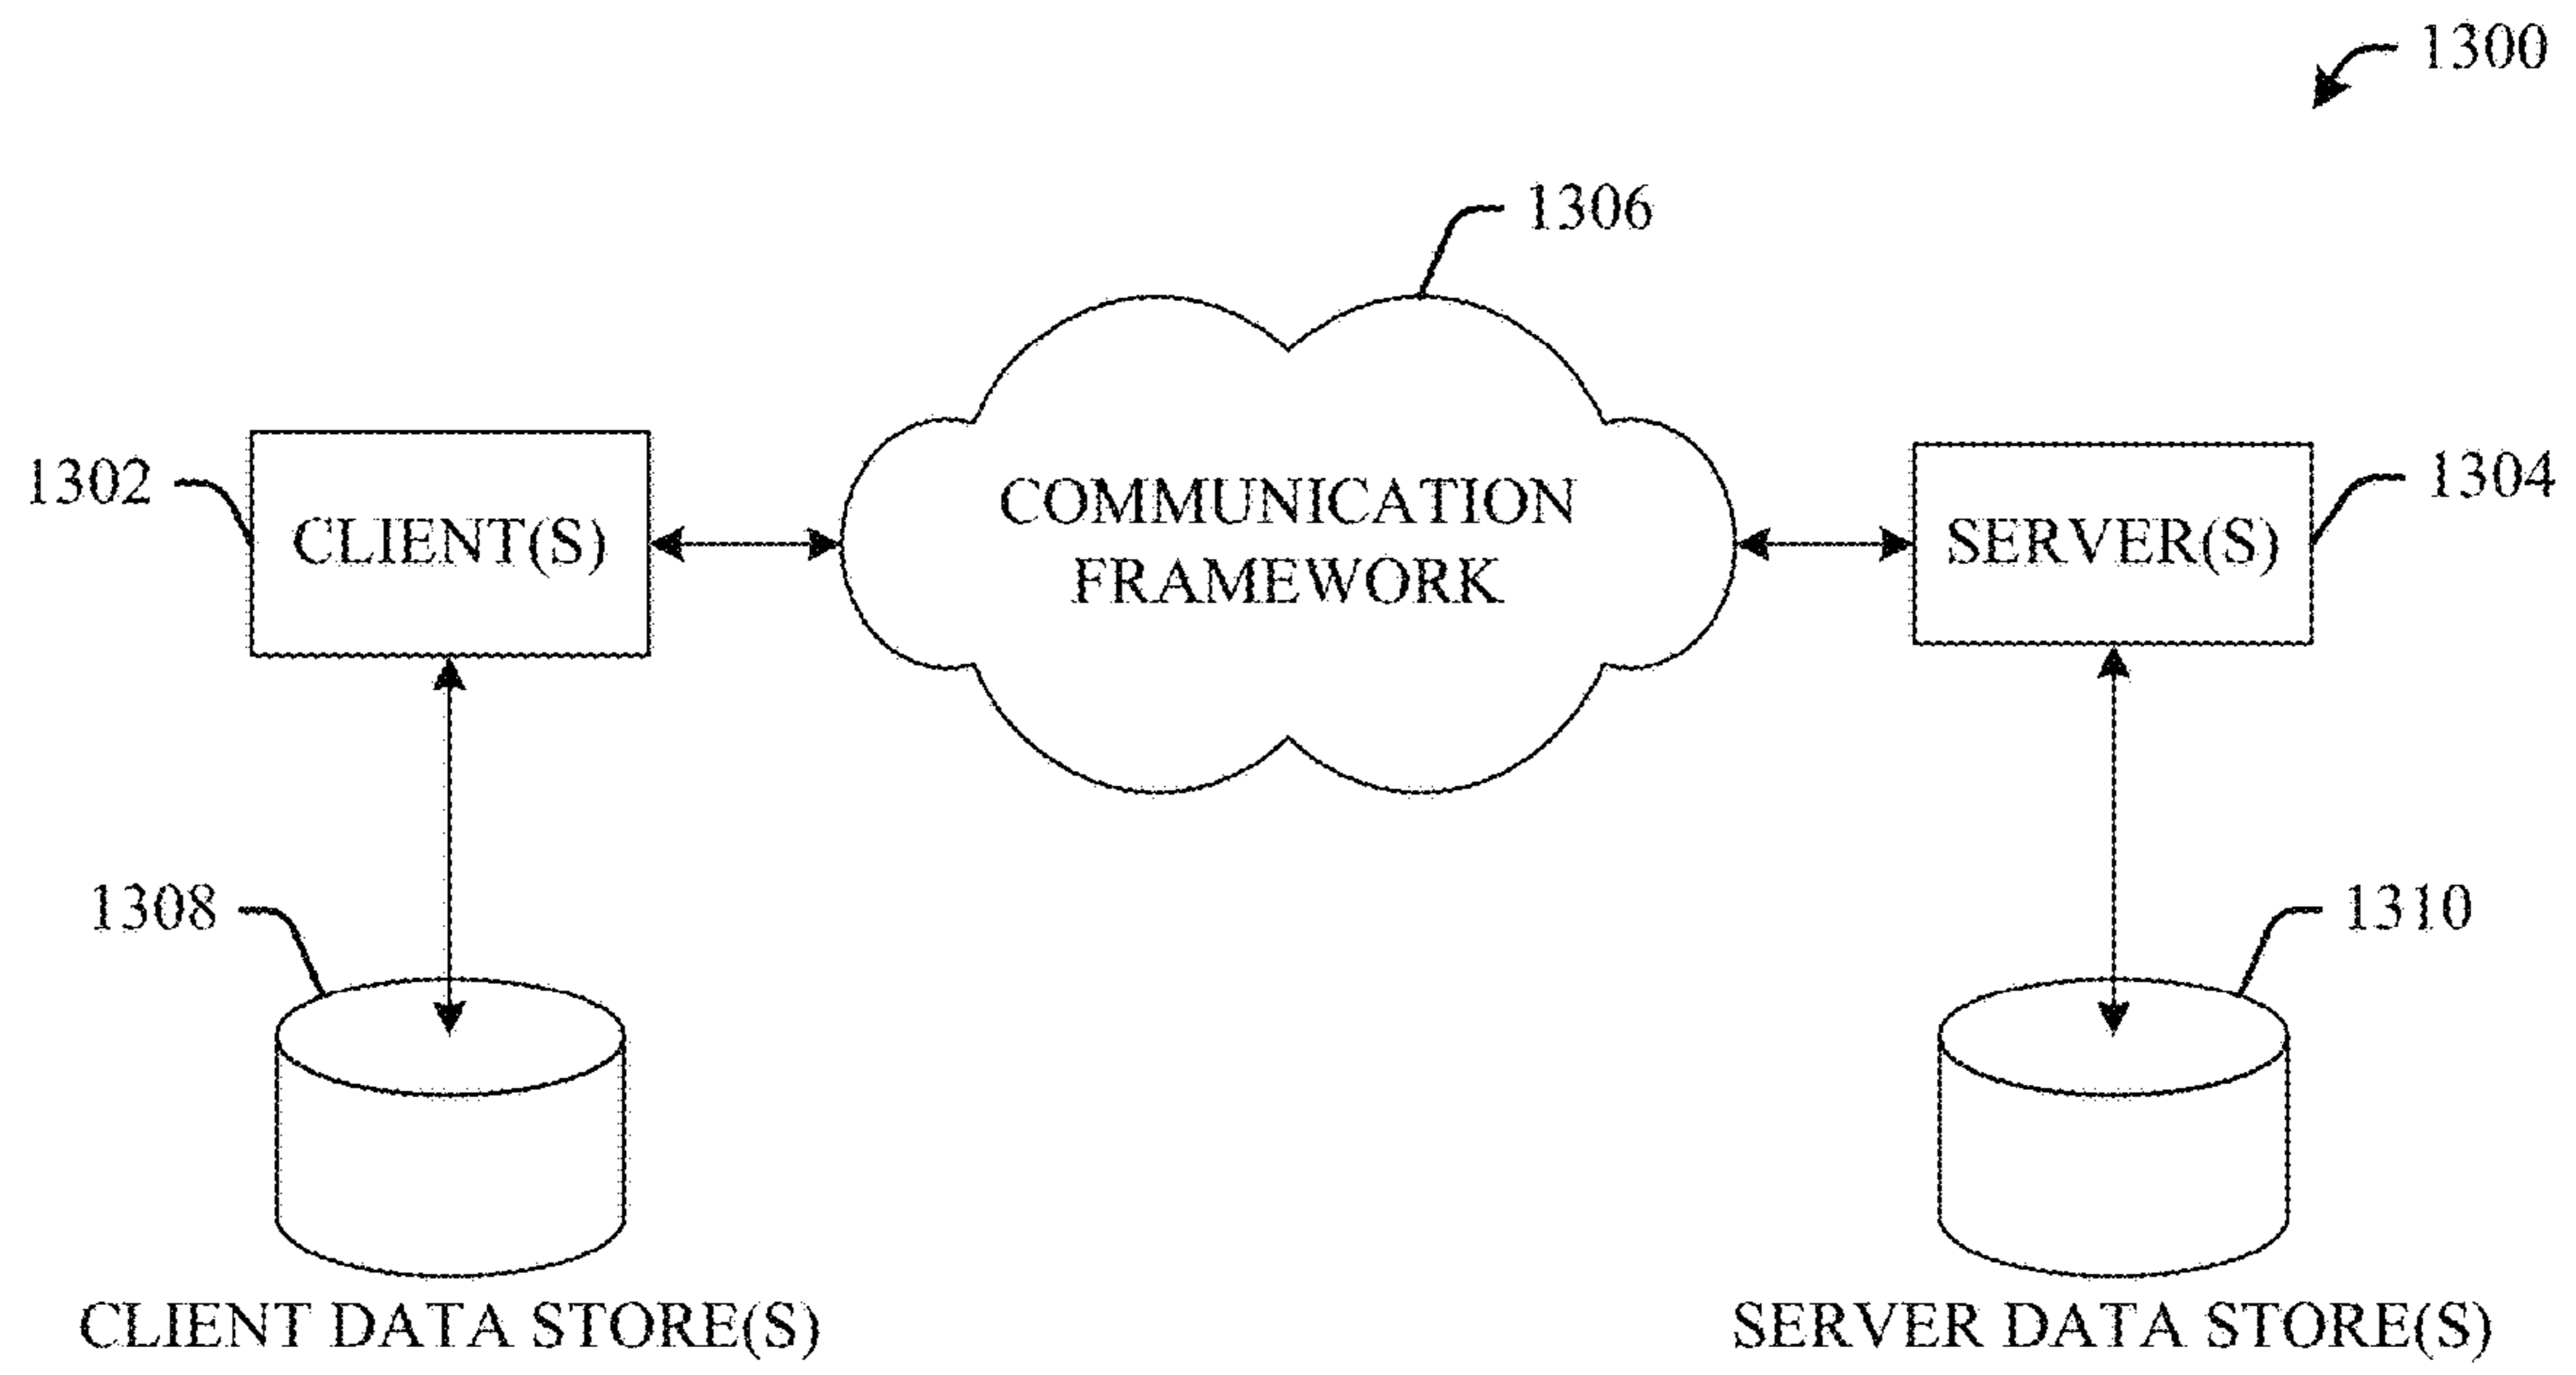 1300
1306
1302
CLIENT(S)
COMMUNICATION
FRAMEWORK
SERVER(S)
1304
1308
1310
CLIENT DATA STORE(S)
SERVER DATA STORE(S)